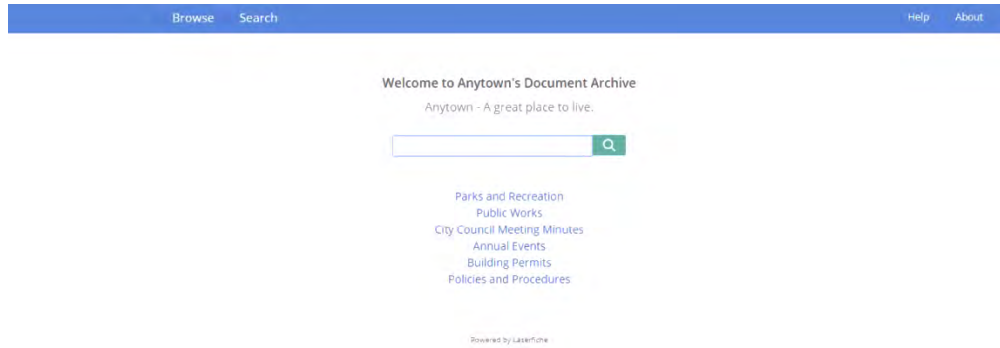 Browse Search Help About
Welcome to Anytown's Document Archive
Anytown - A great place to live.
Parks and Recreation
Public Works
City Council Meeting Minutes
Annual Events
Building Permits
Policies and Procedures
Powered by Laserfiche